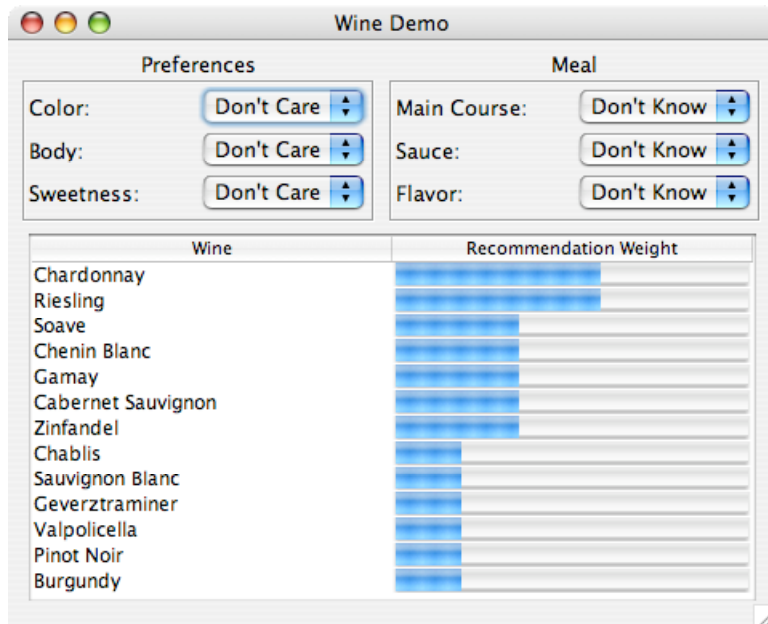 Wine Demo
Preferences
Color: Don't Care
Body: Don't Care
Sweetness: Don't Care
Meal
Main Course: Don't Know
Sauce: Don't Know
Flavor: Don't Know
Wine Recommendation Weight
Chardonnay
Riesling
Soave
Chenin Blanc
Gamay
Cabernet Sauvignon
Zinfandel
Chablis
Sauvignon Blanc
Geverztraminer
Valpolicella
Pinot Noir
Burgundy